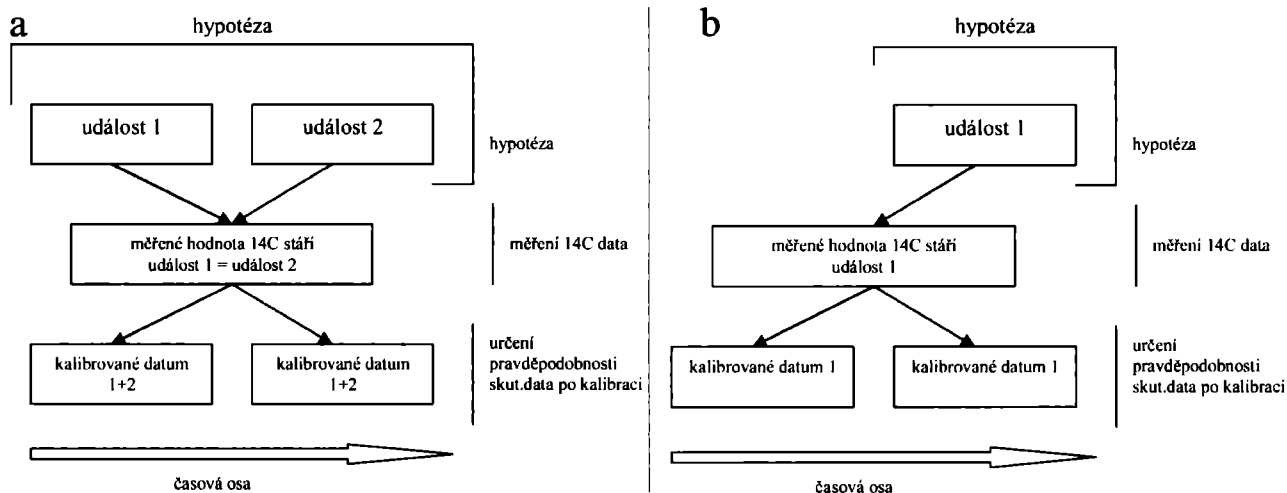 a
hypotéza
událost 1
událost 2
hypotéza
měřené hodnota 14C stáří
událost 1 = událost 2
měření 14C data
kalibrované datum
1+2
kalibrované datum
1+2
určení
pravděpodobnosti
skut.data po kalibraci
časová osa
b
hypotéza
událost 1
hypotéza
měřené hodnota 14C stáří
událost 1
měření 14C data
kalibrované datum 1
kalibrované datum 1
určení
pravděpodobnosti
skut.data po kalibraci
časová osa